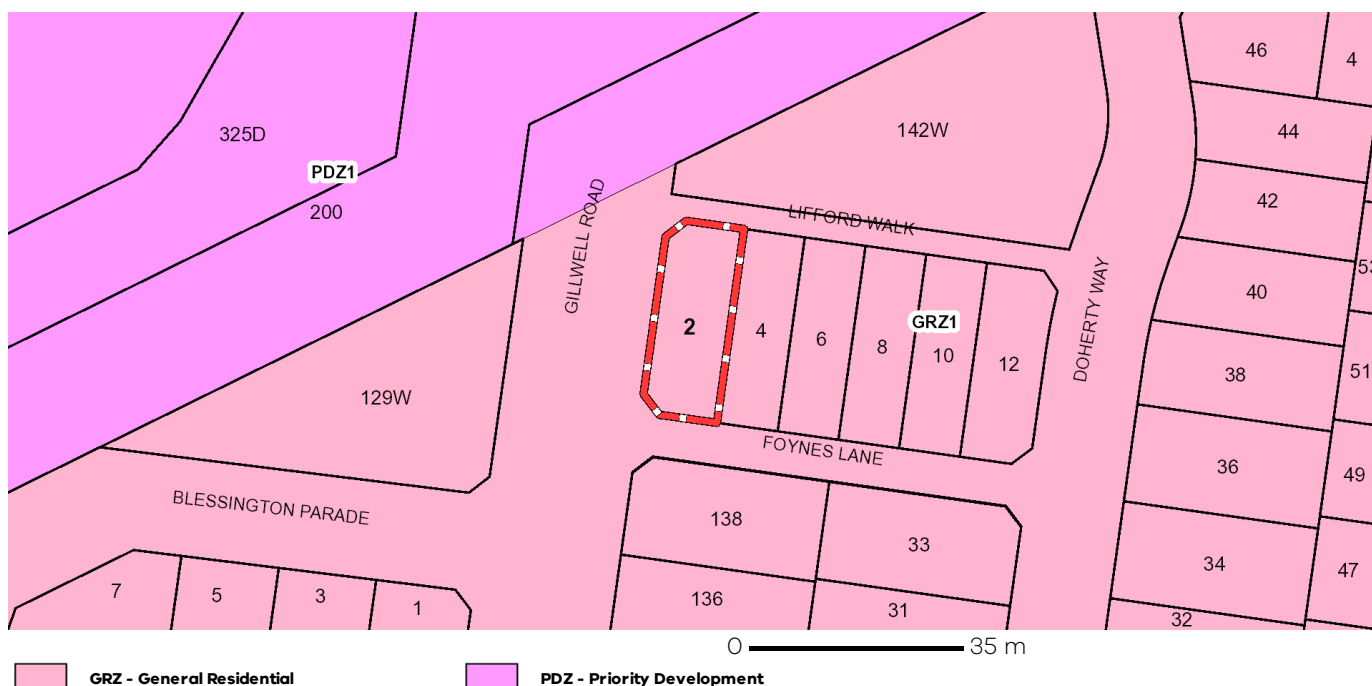 46
4
325D
142W
44
PDZ1
200
42
LIFFORD WALK
GILLWELL ROAD
53
40
DOHERTY WAY
2
4
6
8
GRZ1
10
12
38
51
129W
FOYNES LANE
36
49
BLESSINGTON PARADE
138
33
34
47
7
5
3
1
136
31
32
0 35 m
GRZ - General Residential
PDZ - Priority Development